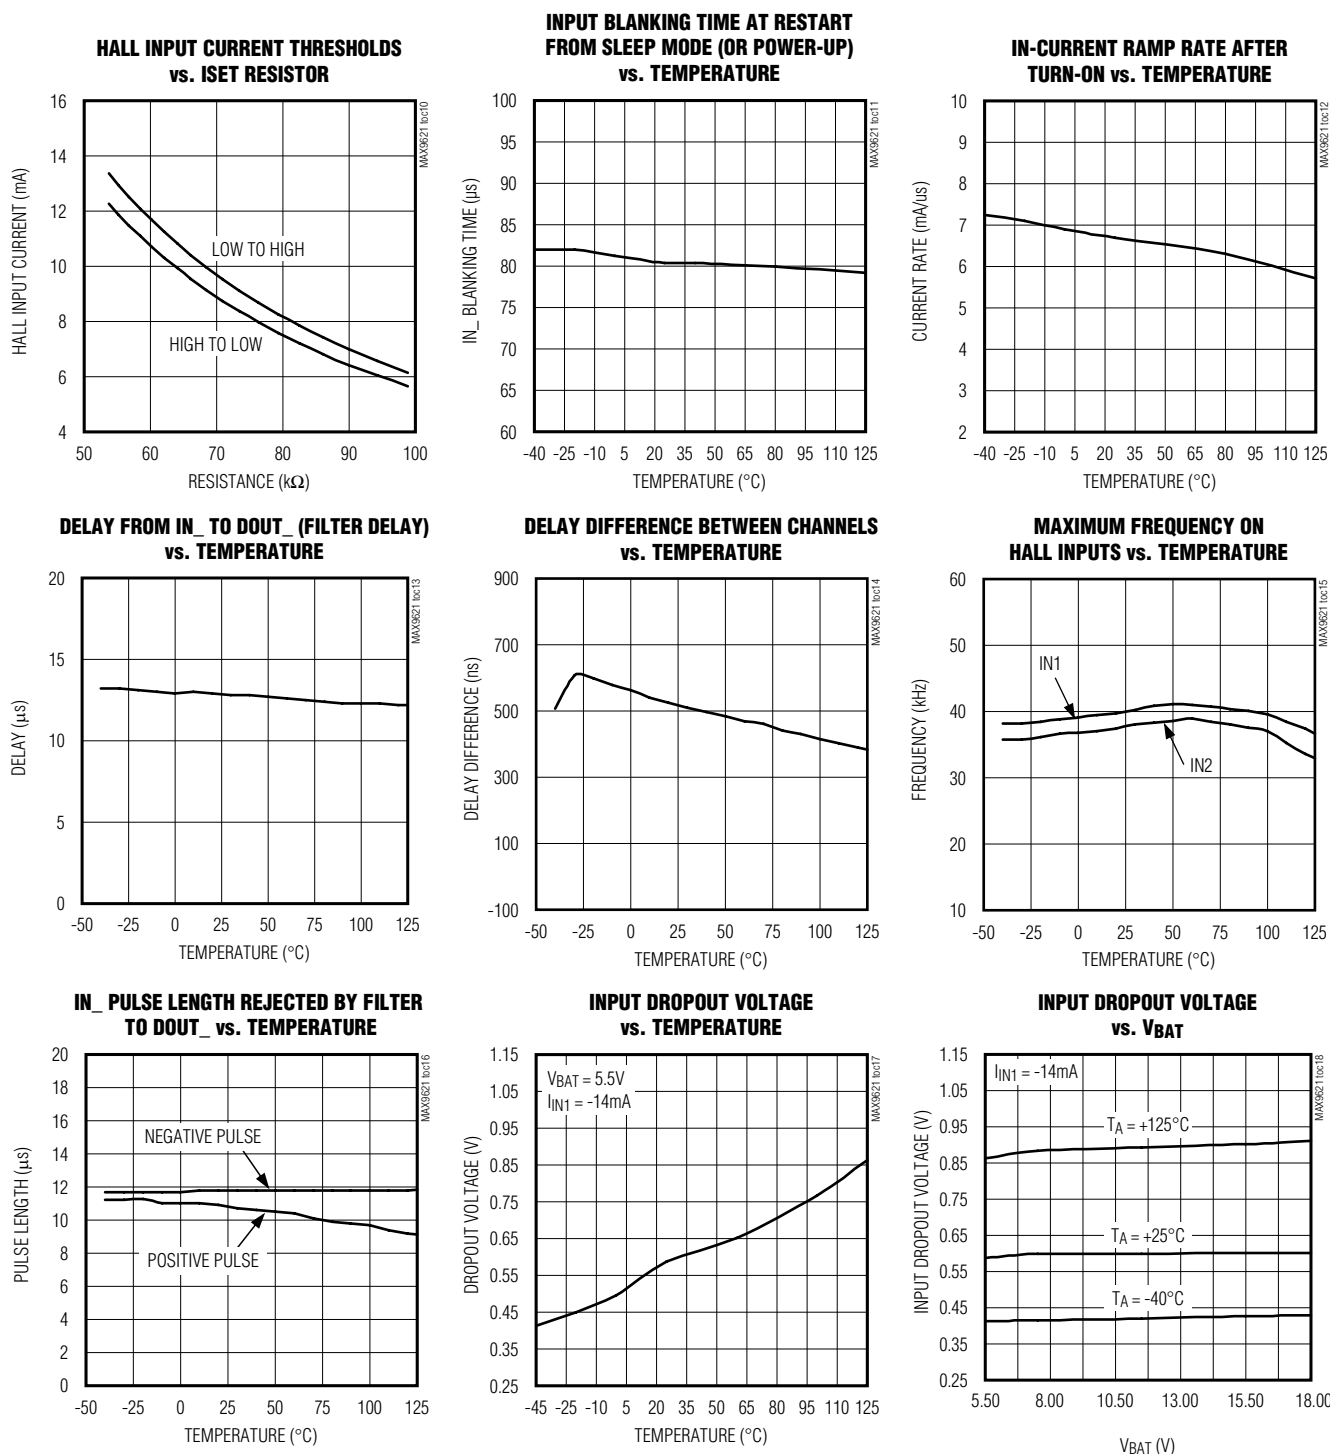 HALL INPUT CURRENT THRESHOLDS
vs. ISET RESISTOR
MAX9621 toc10
16
14
12
10
8
6
4
HALL INPUT CURRENT (mA)
LOW TO HIGH
HIGH TO LOW
50 60 70 80 90 100
RESISTANCE (kΩ)
INPUT BLANKING TIME AT RESTART
FROM SLEEP MODE (OR POWER-UP)
vs. TEMPERATURE
MAX9621 toc11
100
95
90
85
80
75
70
65
60
IN_ BLANKING TIME (µs)
-40 -25 -10 5 20 35 45 50 65 95 110 125
TEMPERATURE (°C)
IN-CURRENT RAMP RATE AFTER
TURN-ON vs. TEMPERATURE
MAX9621 toc12
10
9
8
7
6
5
4
3
2
CURRENT RATE (mA/us)
-40 -25 -10 5 20 35 45 50 65 95 110 125
TEMPERATURE (°C)
DELAY FROM IN_ TO DOUT_ (FILTER DELAY)
vs. TEMPERATURE
MAX9621 toc13
20
15
10
5
0
DELAY (µs)
-50 -25 0 25 50 75 100 125
TEMPERATURE (°C)
DELAY DIFFERENCE BETWEEN CHANNELS
vs. TEMPERATURE
MAX9621 toc14
900
700
500
300
100
-100
DELAY DIFFERENCE (ns)
-50 -25 0 25 50 75 100 125
TEMPERATURE (°C)
MAXIMUM FREQUENCY ON
HALL INPUTS vs. TEMPERATURE
MAX9621 toc15
60
50
40
30
20
10
FREQUENCY (kHz)
IN1
IN2
-50 -25 0 25 50 75 100 125
TEMPERATURE (°C)
IN_ PULSE LENGTH REJECTED BY FILTER
TO DOUT_ vs. TEMPERATURE
MAX9621 toc16
20
18
16
14
12
10
8
6
4
2
0
PULSE LENGTH (µs)
NEGATIVE PULSE
POSITIVE PULSE
-50 -25 0 25 50 75 100 125
TEMPERATURE (°C)
INPUT DROPOUT VOLTAGE
vs. TEMPERATURE
MAX9621 toc17
1.15
1.05
0.95
0.85
0.75
0.65
0.55
0.45
0.35
0.25
DROPOUT VOLTAGE (V)
VBAT = 5.5V
IIN1 = -14mA
-45 -25 10 5 20 35 50 65 80 95 110 125
TEMPERATURE (°C)
INPUT DROPOUT VOLTAGE
vs. VBAT
MAX9621 toc18
1.15
1.05
0.95
0.85
0.75
0.65
0.55
0.45
0.35
0.25
INPUT DROPOUT VOLTAGE (V)
IIN1 = -14mA
TA = +125°C
TA = +25°C
TA = -40°C
5.50 8.00 10.50 13.00 15.50 18.00
VBAT (V)